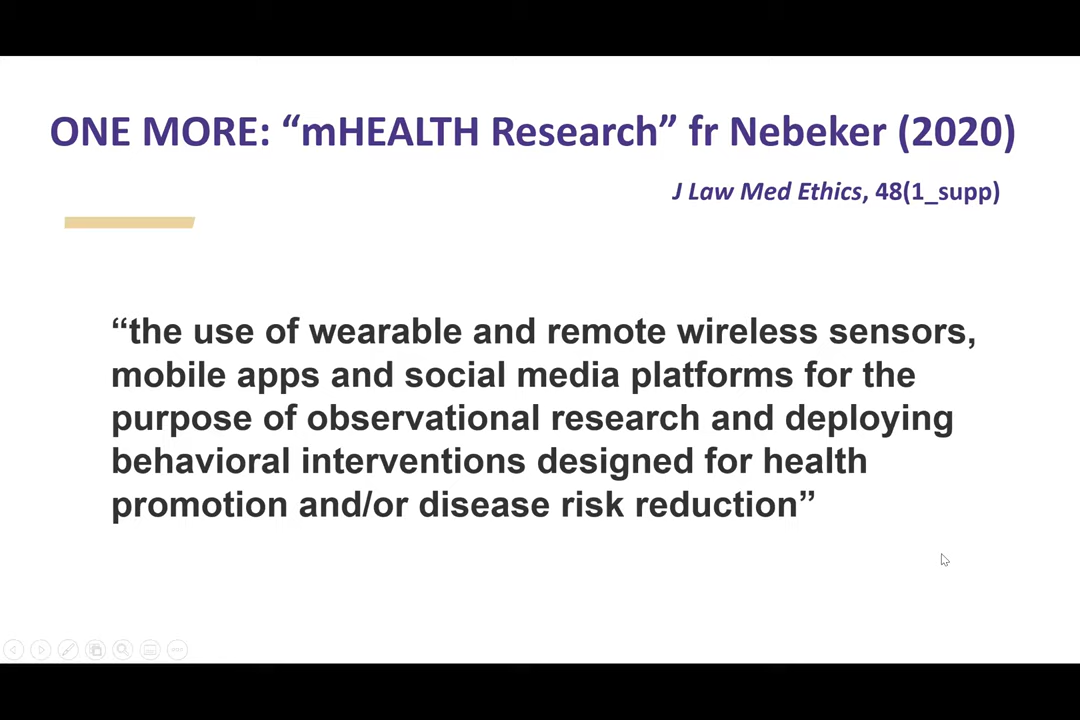 ONE MORE: “mHEALTH Research” fr Nebeker (2020)
J Law Med Ethics, 48(1_supp)
“the use of wearable and remote wireless sensors,
mobile apps and social media platforms for the
purpose of observational research and deploying
behavioral interventions designed for health
promotion and/or disease risk reduction”